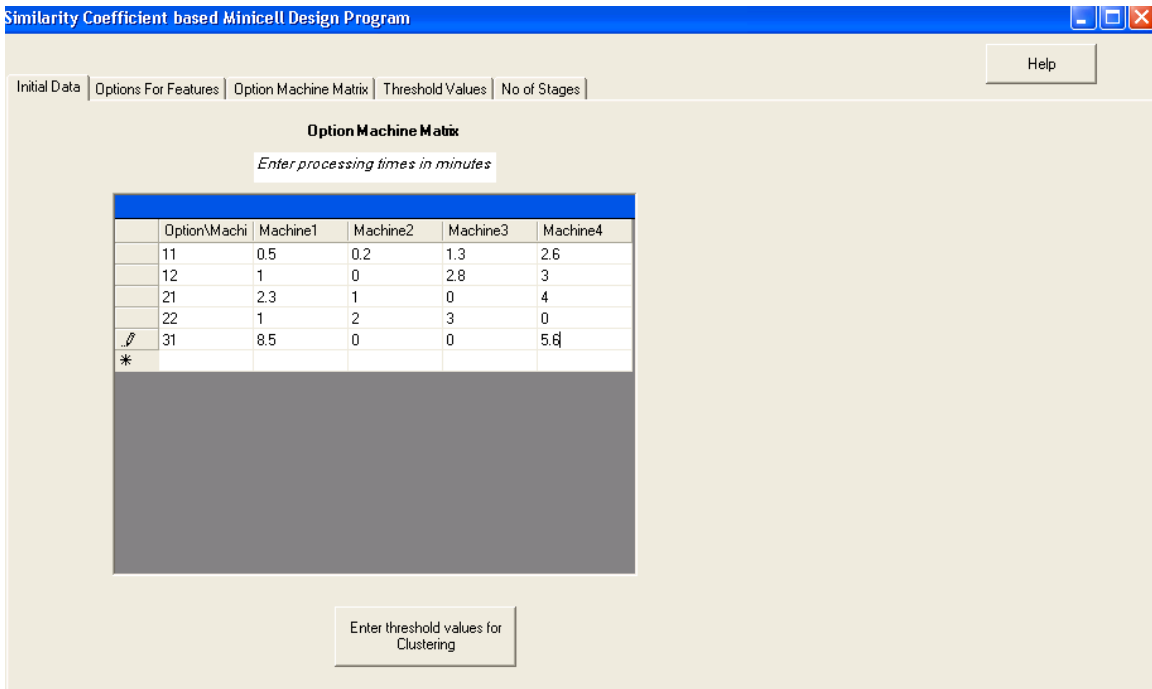 Similarity Coefficient based Minicell Design Program
Help
Initial Data Options For Features Option Machine Matrix Threshold Values No of Stages
Option Machine Matrix
Enter processing times in minutes
Option\Machi Machine1 Machine2 Machine3 Machine4
11 0.5 0.2 1.3 2.6
12 1 0 2.8 3
21 2.3 1 0 4
22 1 2 3 0
31 8.5 0 0 5.6
Enter threshold values for
Clustering